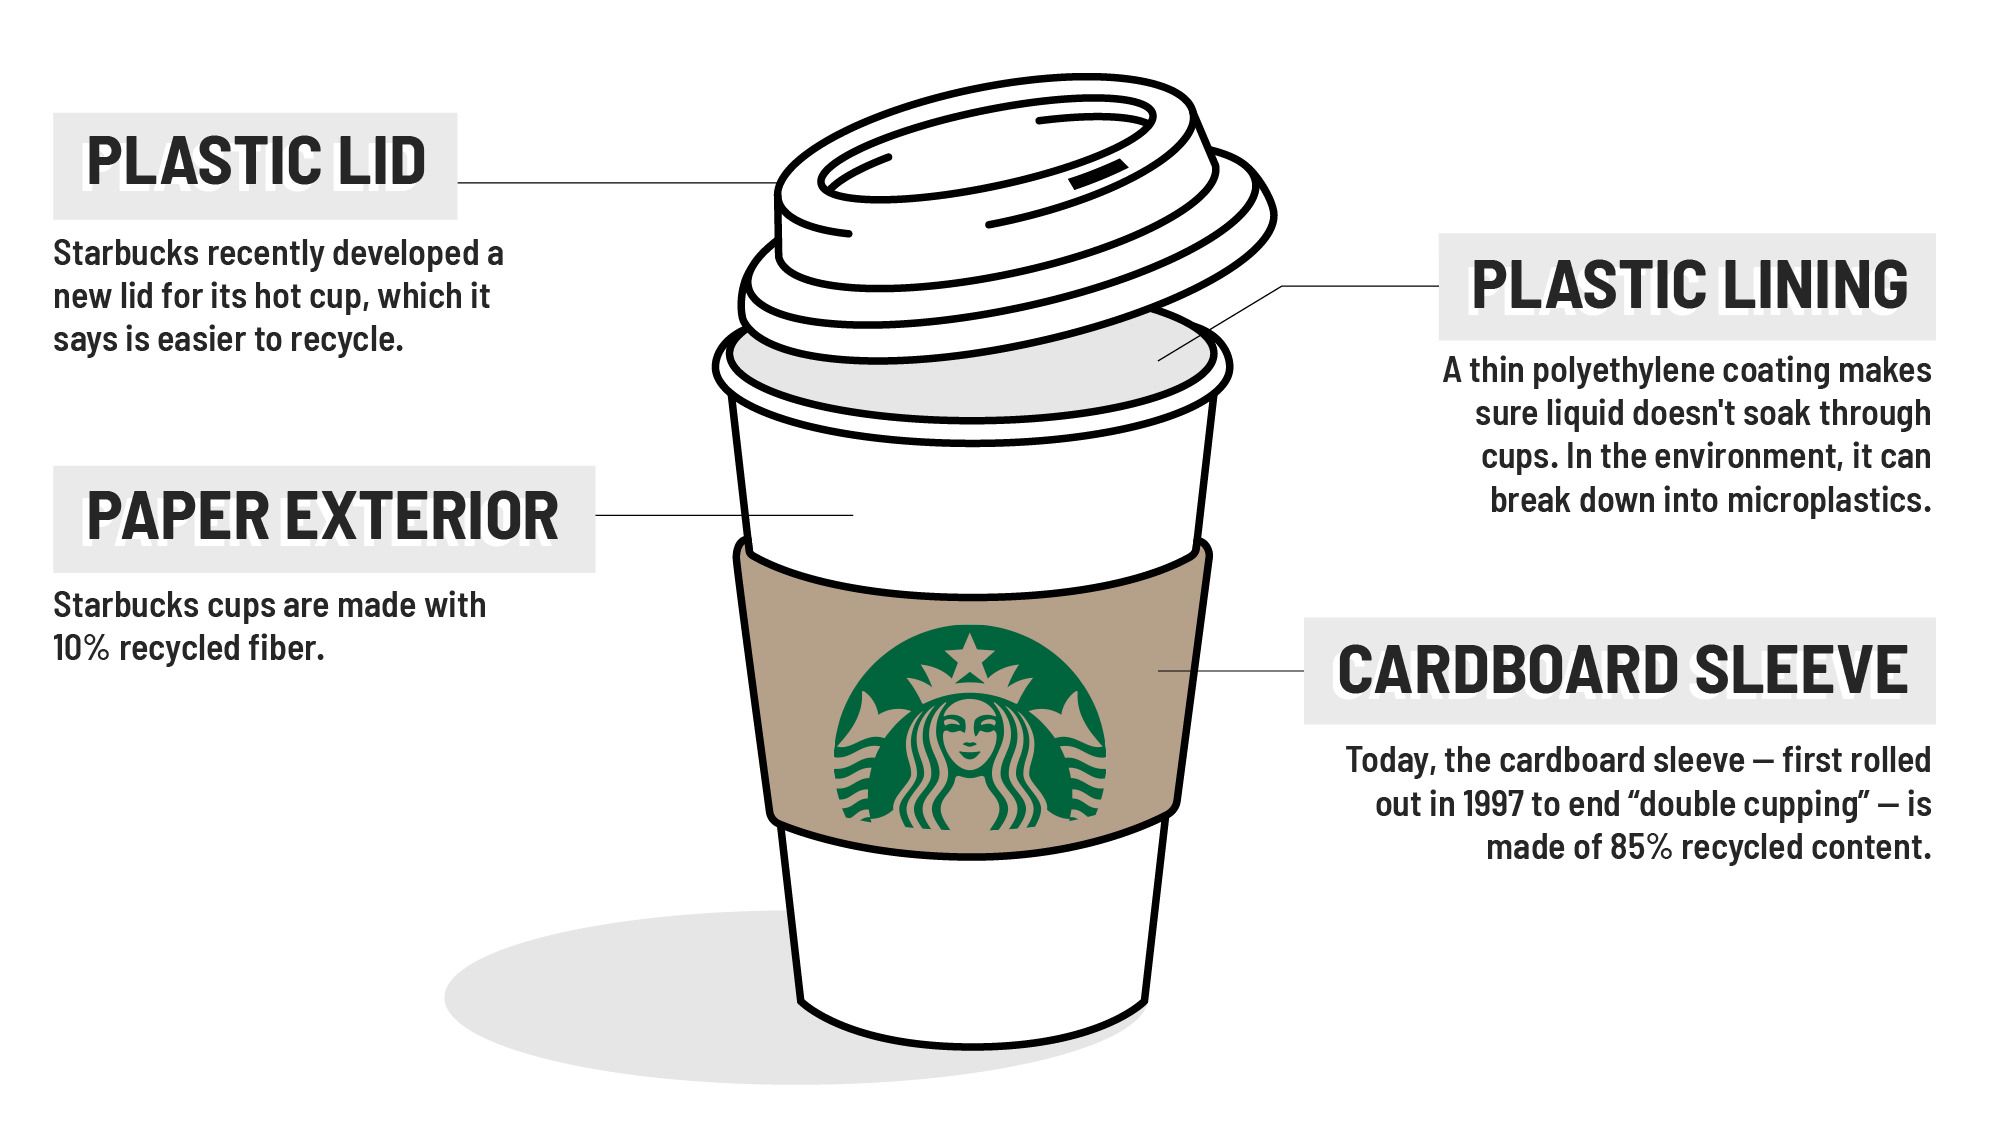 PLASTIC LID
Starbucks recently developed a
new lid for its hot cup, which it
says is easier to recycle.
PLASTIC LINING
A thin polyethylene coating makes
sure liquid doesn't soak through
cups. In the environment, it can
break down into microplastics.
PAPER EXTERIOR
Starbucks cups are made with
10% recycled fiber.
CARDBOARD SLEEVE
Today, the cardboard sleeve — first rolled
out in 1997 to end “double cupping” — is
made of 85% recycled content.